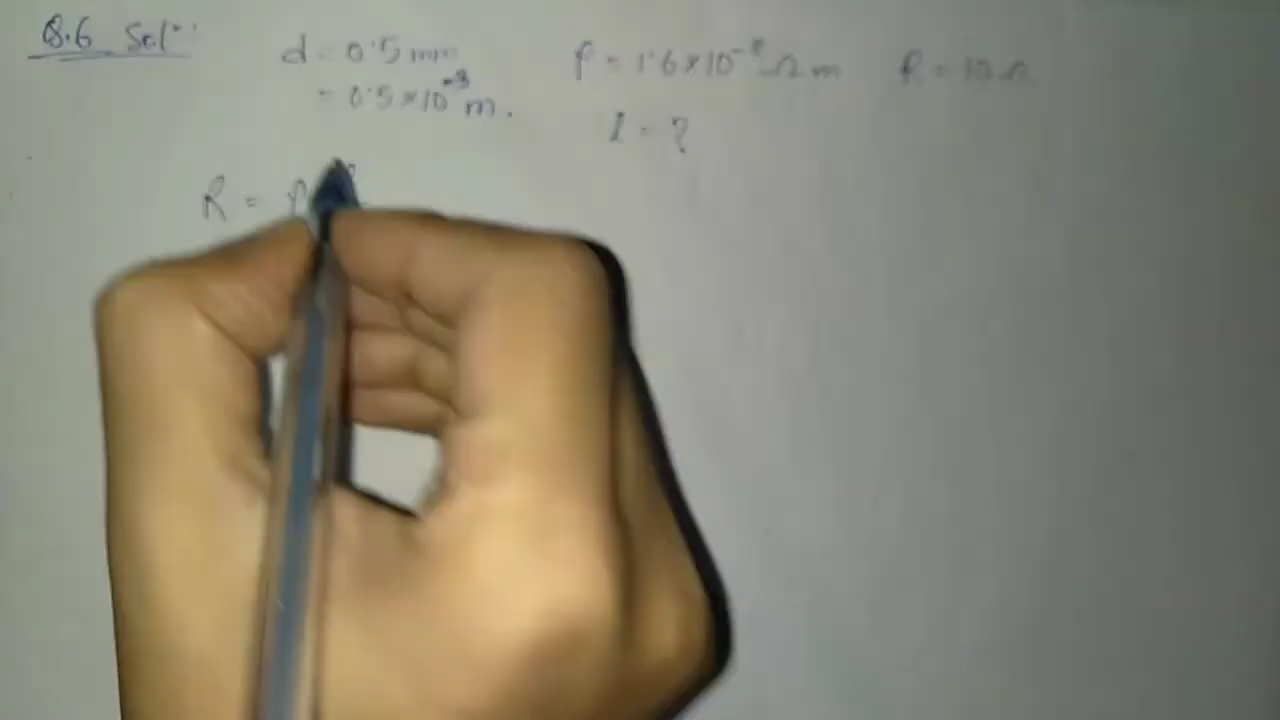 Q.6 Sol":
d = 0.5 mm
= 0.5 × 10⁻³ m.
ρ = 1.6 × 10⁻⁸ Ω m
R = 10 Ω
l = ?
R = ρ